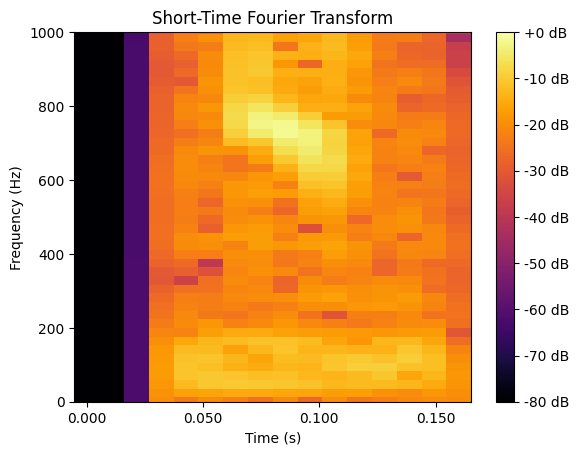 Short-Time Fourier Transform
1000
800
600
400
200
0
Frequency (Hz)
0.000
0.050
0.100
0.150
Time (s)
+0 dB
-10 dB
-20 dB
-30 dB
-40 dB
-50 dB
-60 dB
-70 dB
-80 dB